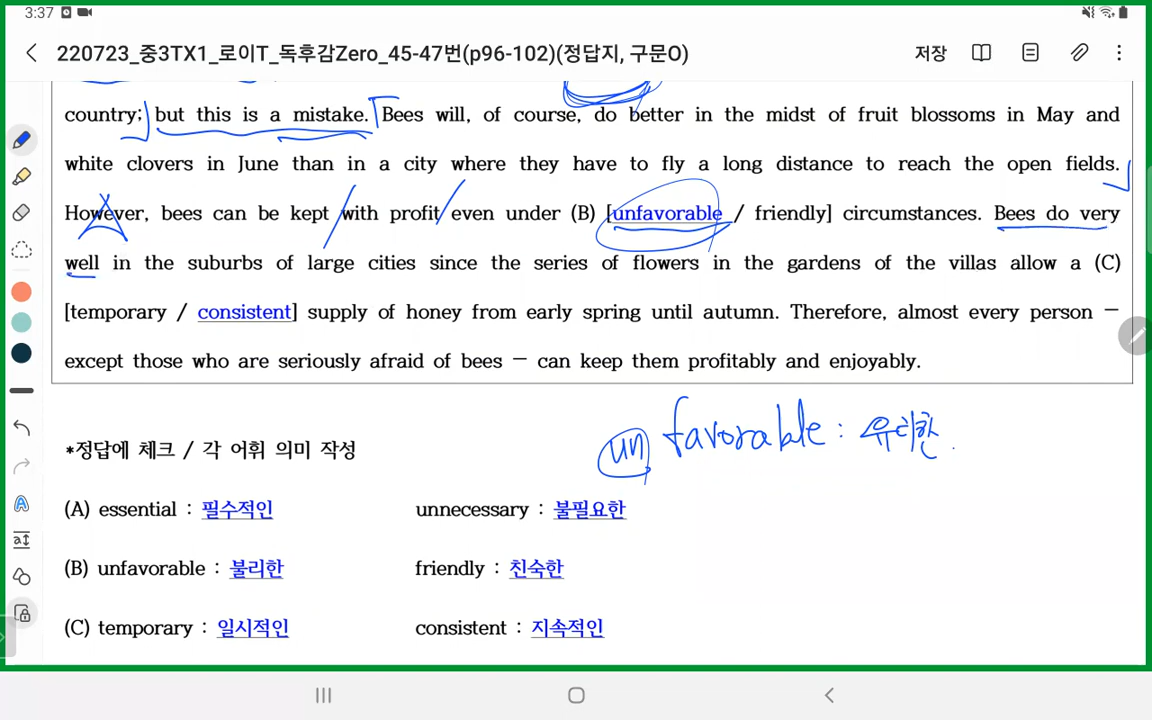 3:37
220723_중3TX1_로이T_독후감Zero_45-47번(p96-102)(정답지, 구문O)
저장
country; but this is a mistake. Bees will, of course, do better in the midst of fruit blossoms in May and
white clovers in June than in a city where they have to fly a long distance to reach the open fields.
However, bees can be kept with profit even under (B) [unfavorable / friendly] circumstances. Bees do very
well in the suburbs of large cities since the series of flowers in the gardens of the villas allow a (C)
[temporary / consistent] supply of honey from early spring until autumn. Therefore, almost every person –
except those who are seriously afraid of bees – can keep them profitably and enjoyably.
un favorable : 유리한.
*정답에 체크 / 각 어휘 의미 작성
(A) essential : 필수적인 unnecessary : 불필요한
(B) unfavorable : 불리한 friendly : 친숙한
(C) temporary : 일시적인 consistent : 지속적인